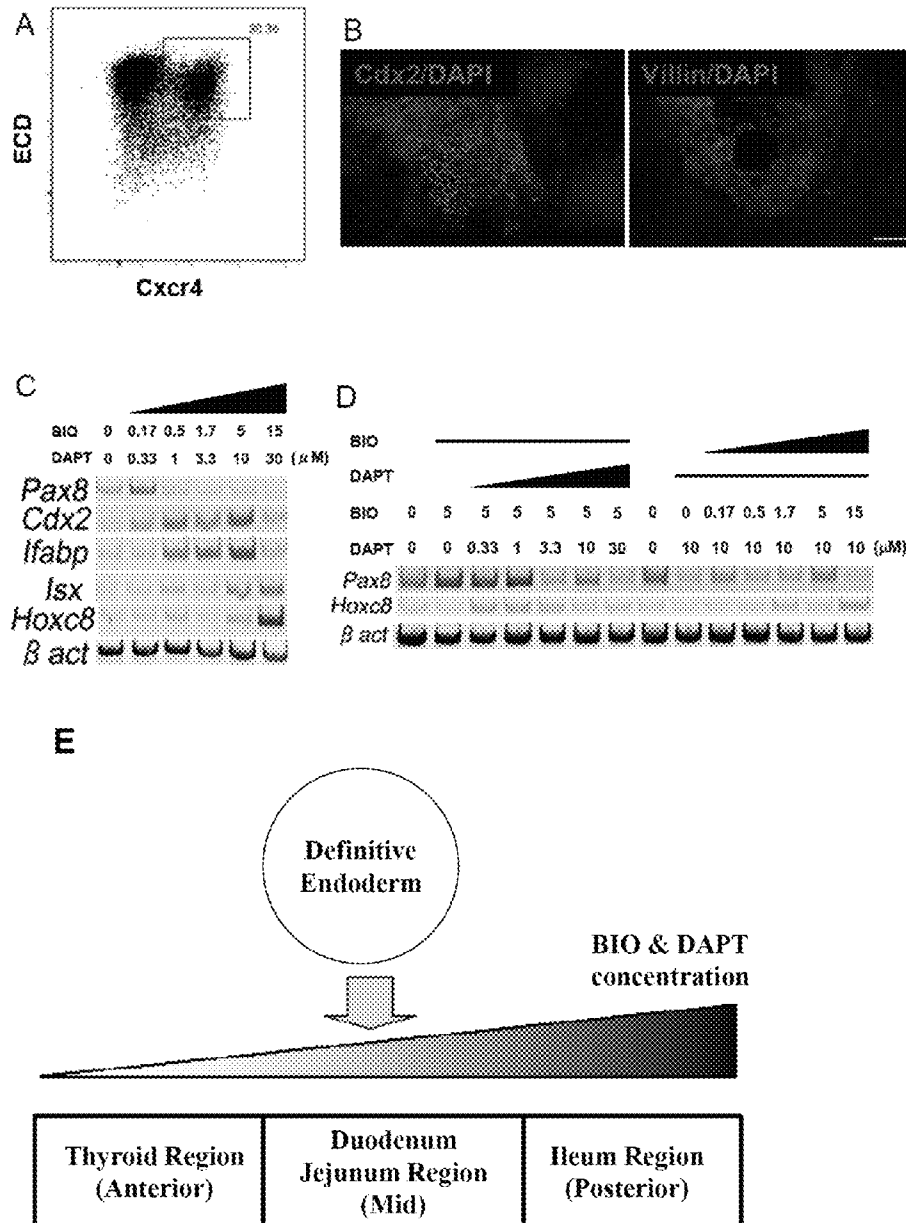 A
ECD
Cxcr4
B
Cdx2/DAPI
Villin/DAPI
C
BIO 0 0.17 0.5 1.7 5 15
DAPT 0 0.33 1 3.3 10 30 (μM)
Pax8
Cdx2
Ifabp
Isx
Hoxc8
β act
D
BIO
DAPT
BIO 0 5 5 5 5 5 5 0 0 0.17 0.5 1.7 5 15
DAPT 0 0 0.33 1 3.3 10 30 0 10 10 10 10 10 10 (μM)
Pax8
Hoxc8
β act
E
Definitive
Endoderm
BIO & DAPT
concentration
Thyroid Region
(Anterior)
Duodenum
Jejunum Region
(Mid)
Ileum Region
(Posterior)